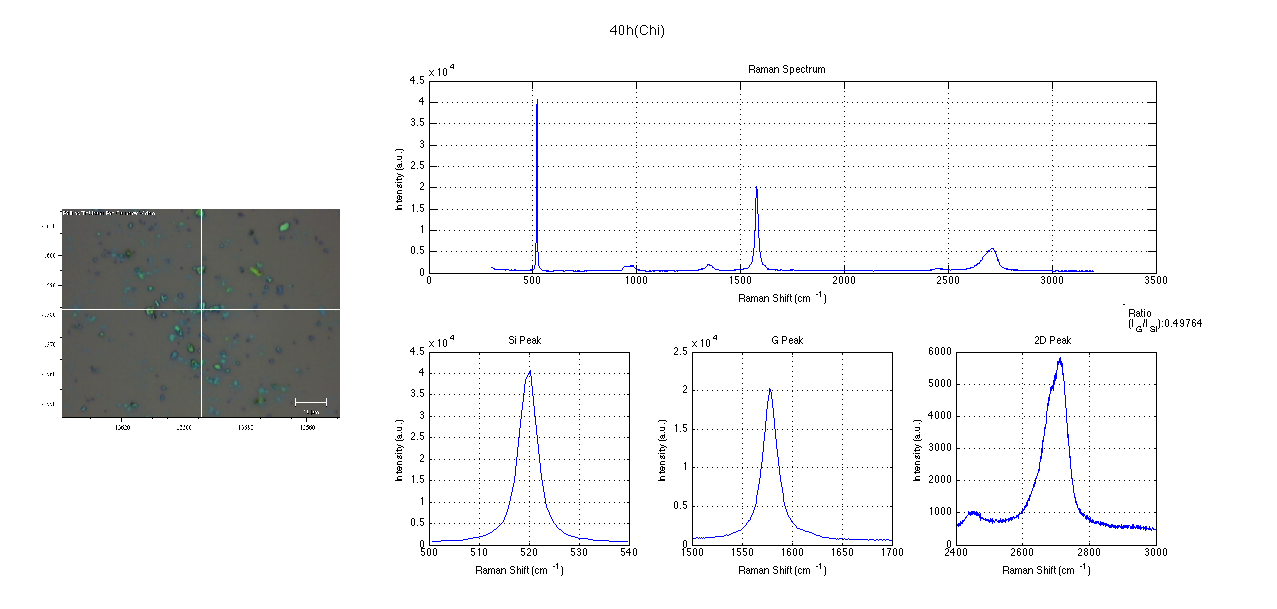 40h(Chi)
Raman Spectrum
x 10 4
Intensity (a.u.)
4.5
4
3.5
3
2.5
2
1.5
1
0.5
0
0 500 1000 1500 2000 2500 3000 3500
Raman Shift (cm -1)
Ratio
(I G/I Si):0.49764
Si Peak
x 10 4
Intensity (a.u.)
4.5
4
3.5
3
2.5
2
1.5
1
0.5
0
500 510 520 530 540
Raman Shift (cm -1)
G Peak
x 10 4
Intensity (a.u.)
2.5
2
1.5
1
0.5
0
1500 1550 1600 1650 1700
Raman Shift (cm -1)
2D Peak
Intensity (a.u.)
6000
5000
4000
3000
2000
1000
0
2400 2600 2800 3000
Raman Shift (cm -1)